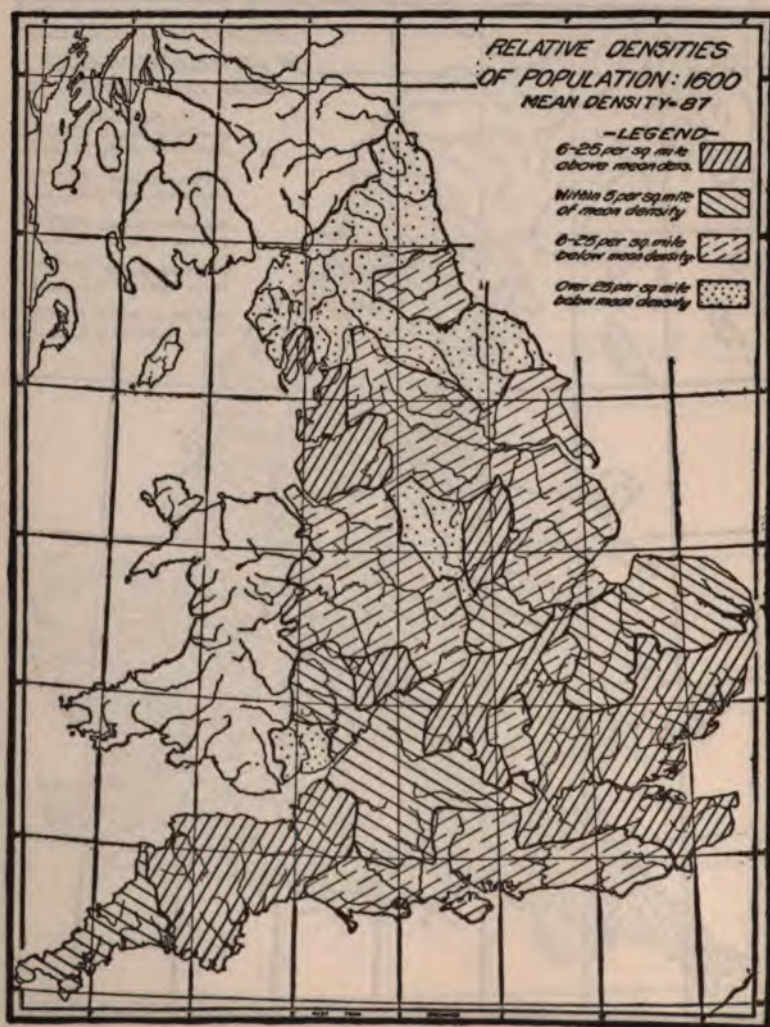 RELATIVE DENSITIES
OF POPULATION: 1600
MEAN DENSITY=87
-LEGEND-
6-25 per sq mile
above mean dens.
Within 5 per sq mile
of mean density
6-25 per sq. mile
below mean density.
Over 25 per sq mile
below mean density